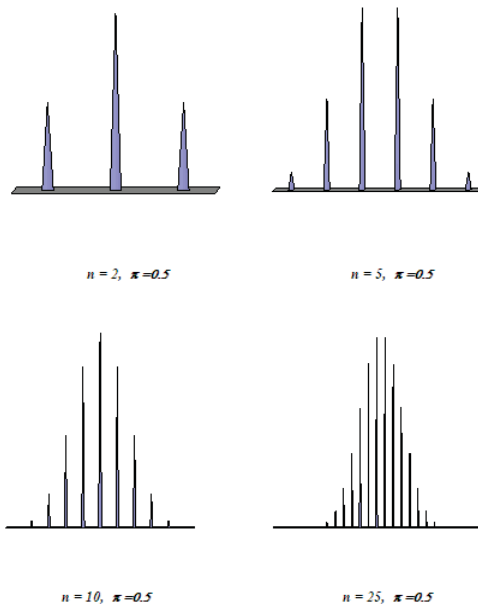 n = 2, π =0.5
n = 5, π =0.5
n = 10, π =0.5
n = 25, π =0.5